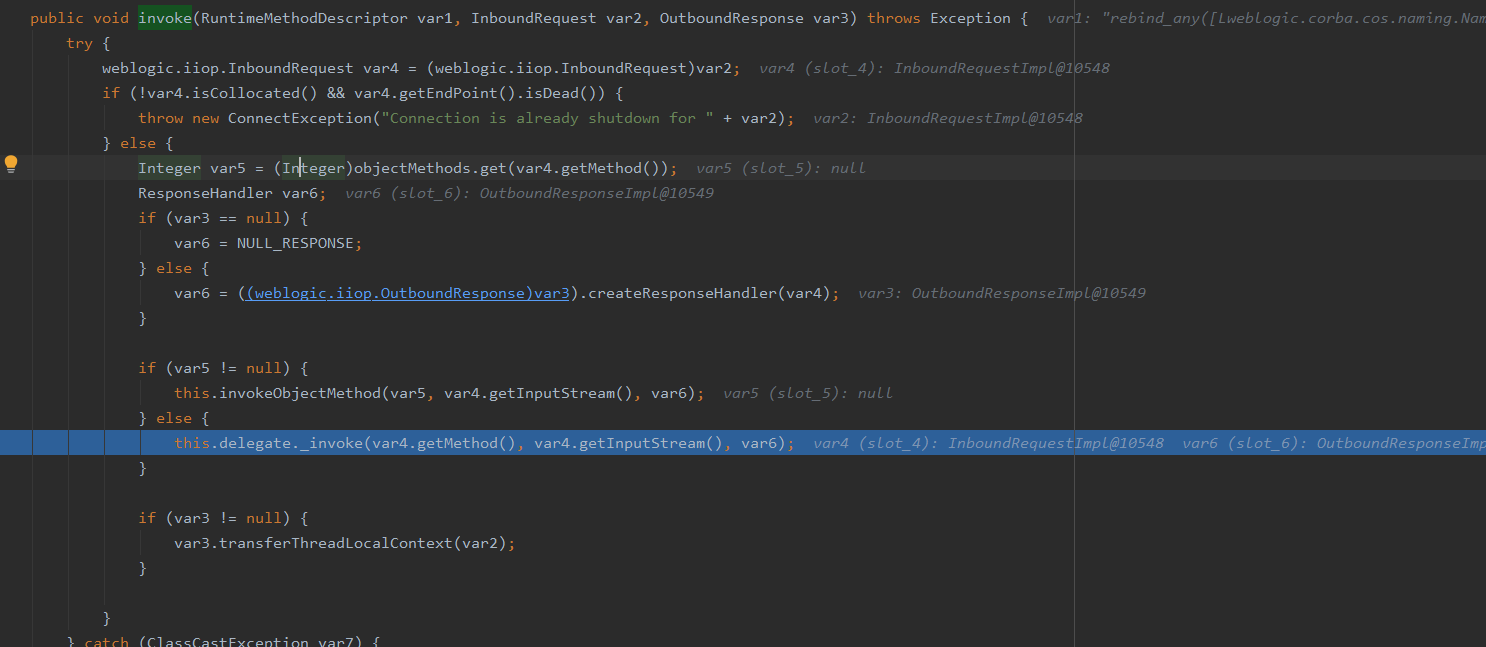 public void invoke(RuntimeMethodDescriptor var1, InboundRequest var2, OutboundResponse var3) throws Exception {  var1: "rebind_any([Lweblogic.corba.cos.naming.Nam
try {
weblogic.iiop.InboundRequest var4 = (weblogic.iiop.InboundRequest)var2;  var4 (slot_4): InboundRequestImpl@10548
if (!var4.isCollocated() && var4.getEndPoint().isDead()) {
throw new ConnectException("Connection is already shutdown for " + var2);  var2: InboundRequestImpl@10548
} else {
Integer var5 = (Integer)objectMethods.get(var4.getMethod());  var5 (slot_5): null
ResponseHandler var6;  var6 (slot_6): OutboundResponseImpl@10549
if (var3 == null) {
var6 = NULL_RESPONSE;
} else {
var6 = ((weblogic.iiop.OutboundResponse)var3).createResponseHandler(var4);  var3: OutboundResponseImpl@10549
}
if (var5 != null) {
this.invokeObjectMethod(var5, var4.getInputStream(), var6);  var5 (slot_5): null
} else {
this.delegate._invoke(var4.getMethod(), var4.getInputStream(), var6);  var4 (slot_4): InboundRequestImpl@10548  var6 (slot_6): OutboundResponseImp
}
if (var3 != null) {
var3.transferThreadLocalContext(var2);
}
}
} catch (ClassCastException var7) {